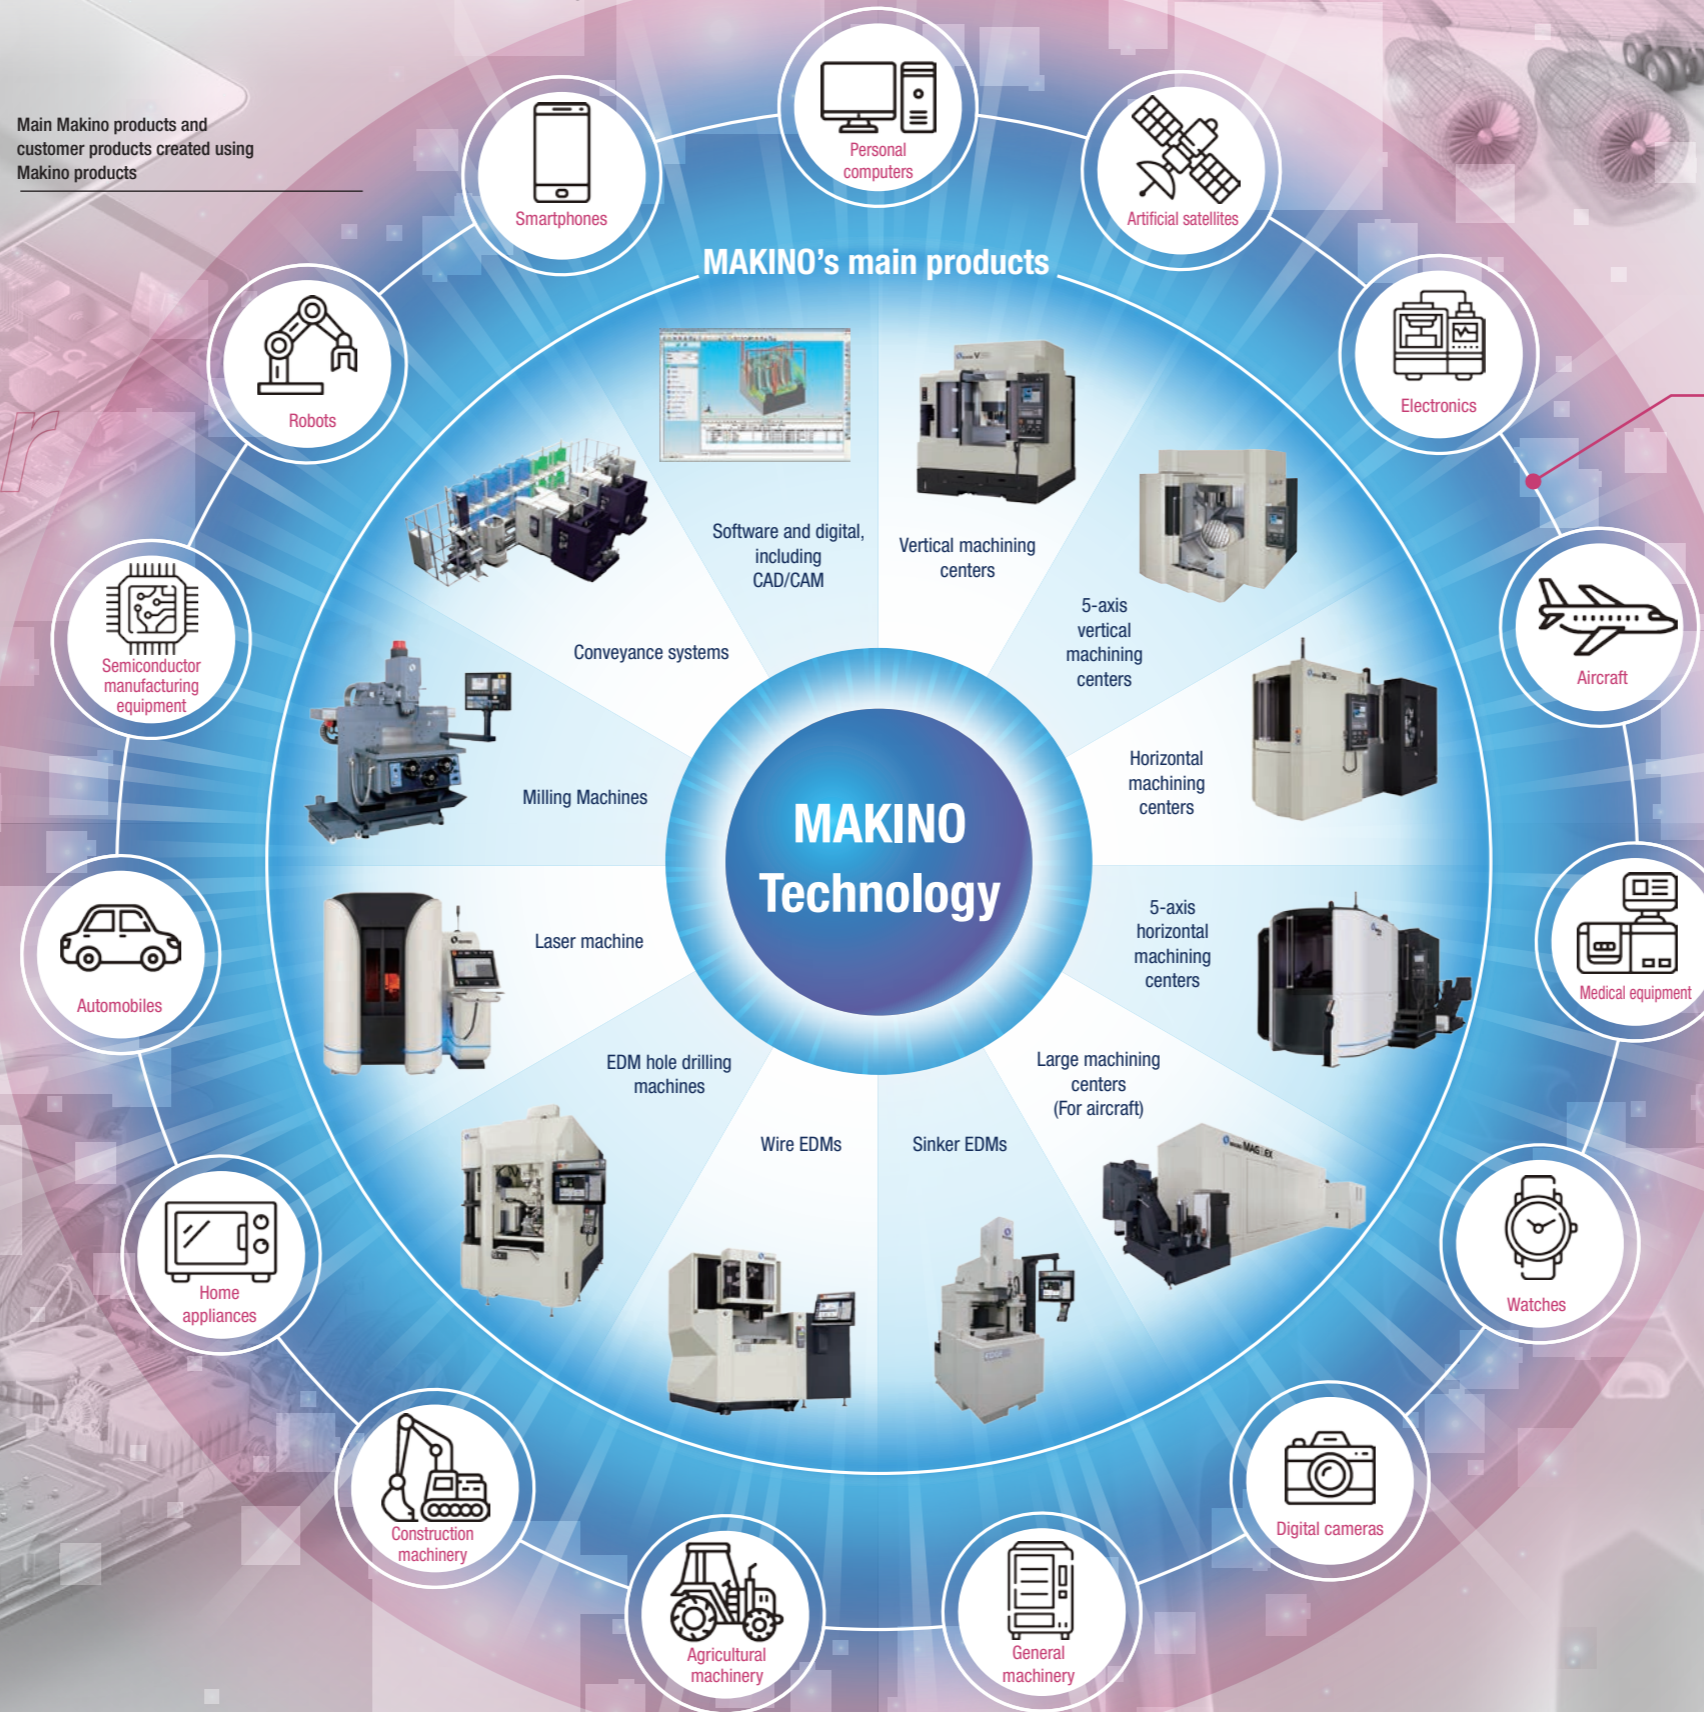 Main Makino products and
customer products created using
Makino products
Personal
computers
Smartphones
Artificial satellites
MAKINO's main products
Robots
Electronics
Software and digital,
including
CAD/CAM
Vertical machining
centers
5-axis
vertical
machining
centers
Conveyance systems
Semiconductor
manufacturing
equipment
Aircraft
Milling Machines
Horizontal
machining
centers
MAKINO
Technology
Laser machine
5-axis
horizontal
machining
centers
Automobiles
Medical equipment
EDM hole drilling
machines
Large machining
centers
(For aircraft)
Wire EDMs
Sinker EDMs
Home
appliances
Watches
Construction
machinery
Digital cameras
Agricultural
machinery
General
machinery